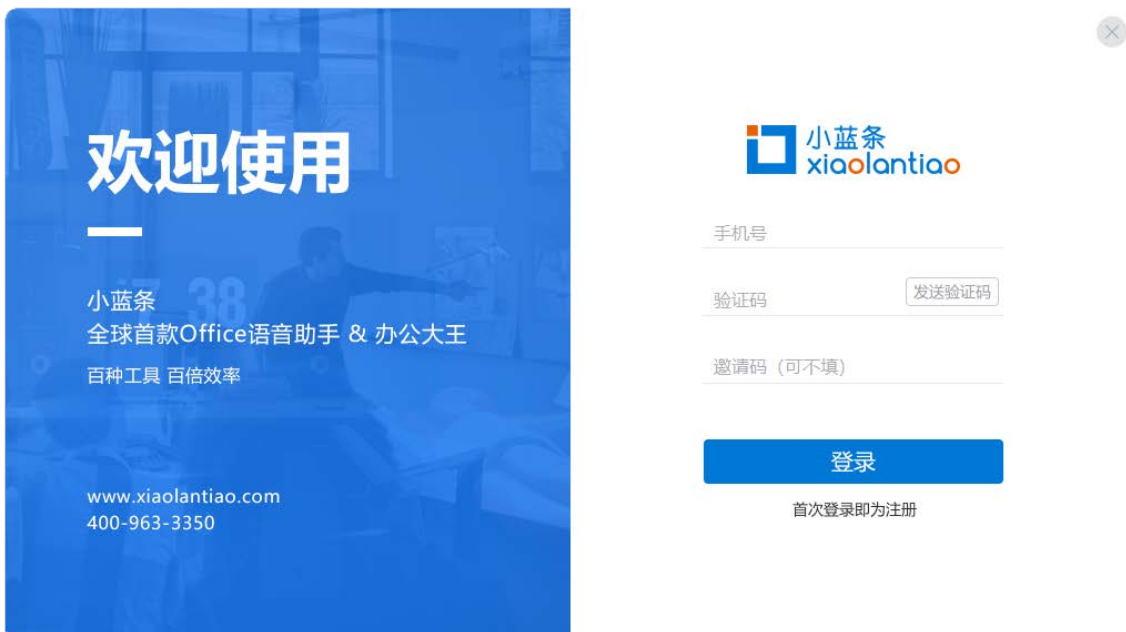 欢迎使用
小蓝条
全球首款Office语音助手 & 办公大王
百种工具 百倍效率
www.xiaolantiao.com
400-963-3350
小蓝条
xiaolantiao
手机号
验证码
发送验证码
邀请码（可不填）
登录
首次登录即为注册